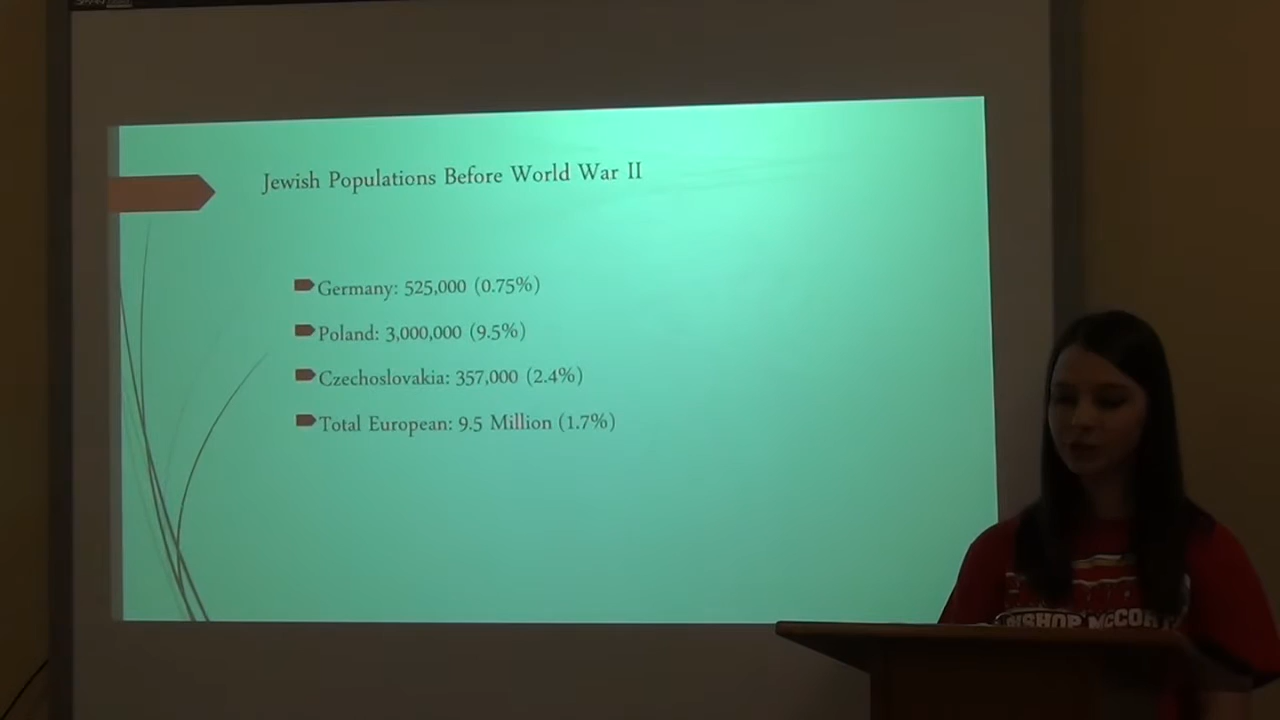 Jewish Populations Before World War II
Germany: 525,000 (0.75%)
Poland: 3,000,000 (9.5%)
Czechoslovakia: 357,000 (2.4%)
Total European: 9.5 Million (1.7%)